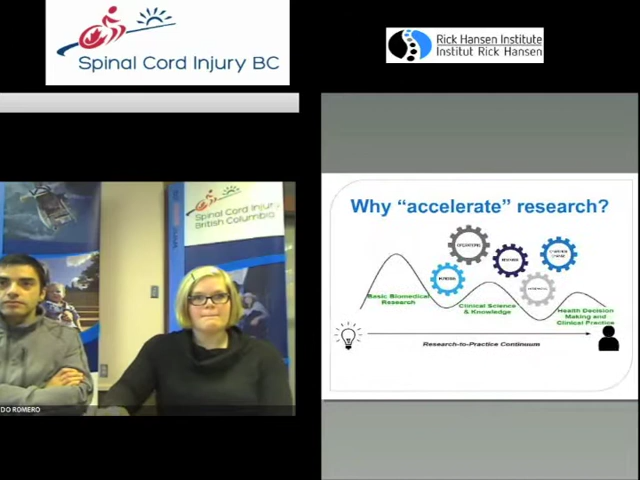 Spinal Cord Injury BC
Rick Hansen Institute
Institut Rick Hansen
Spinal Cord Injury
British Columbia
DO ROMERO
Why “accelerate” research?
Basic Biomedical
Research
Clinical Science
& Knowledge
Health Decision
Making and
Clinical Practice
Research-to-Practice Continuum